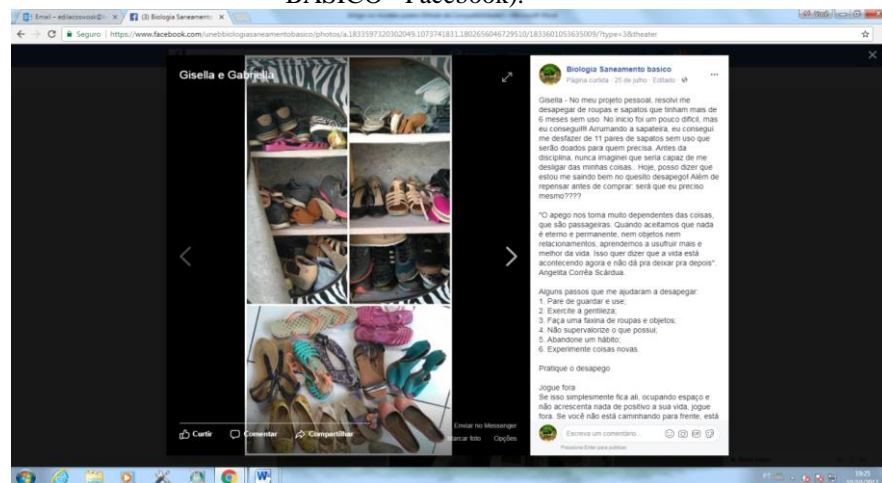 BÁSICO - Facebook).
(3) Biologia Saneamento
Seguro | https://www.facebook.com/unebbiologiasaneamentobasico/photos/a.1833597320302049.1073741831.1802656046729510/1833601053635009/?type=3&theater
Gisella e Gabriella
Biologia Saneamento basico
Página curtida · 25 de julho · Editado ·
Gisella - No meu projeto pessoal, resolvi me
desapegar de roupas e sapatos que tinham mais de
6 meses sem uso. No inicio foi um pouco difícil, mas
eu consegui!!! Arrumando a sapateira, eu consegui
me desfazer de 11 pares de sapatos sem uso que
serão doados para quem precisa. Antes da
disciplina, nunca imaginei que seria capaz de me
desligar das minhas coisas.. Hoje, posso dizer que
estou me saindo bem no quesito desapego! Além de
repensar antes de comprar: será que eu preciso
mesmo????
"O apego nos torna muito dependentes das coisas,
que são passageiras. Quando aceitamos que nada
é eterno e permanente, nem objetos nem
relacionamentos, aprendemos a usufruir mais e
melhor da vida. Isso quer dizer que a vida está
acontecendo agora e não dá pra deixar pra depois".
Angelita Corrêa Scárdua.
Alguns passos que me ajudaram a desapegar:
1. Pare de guardar e use;
2. Exercite a gentileza;
3. Faça uma faxina de roupas e objetos;
4. Não supervalorize o que possui;
5. Abandone um hábito;
6. Experimente coisas novas.
Pratique o desapego
Jogue fora
Se isso simplesmente fica ali, ocupando espaço e
não acrescenta nada de positivo a sua vida, jogue
fora. Se você não está caminhando para frente, está
Curtir Comentar Compartilhar
Enviar no Messenger
Marcar foto Opções
Escreva um comentário...
Pressione Enter para publicar.
PT
19:25